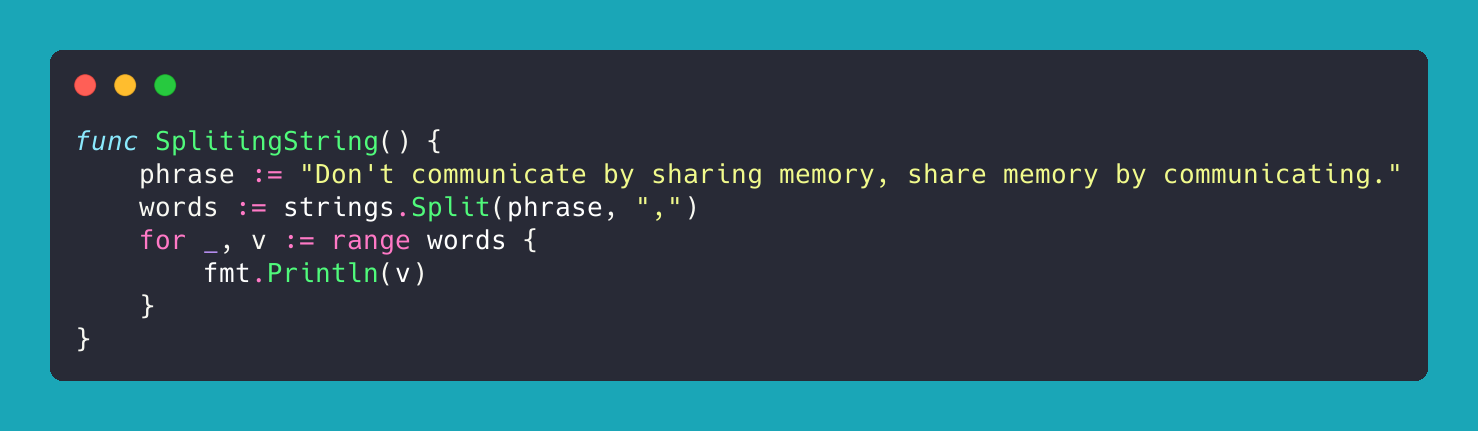 func SplitingString() {
    phrase := "Don't communicate by sharing memory, share memory by communicating."
    words := strings.Split(phrase, ",")
    for _, v := range words {
        fmt.Println(v)
    }
}